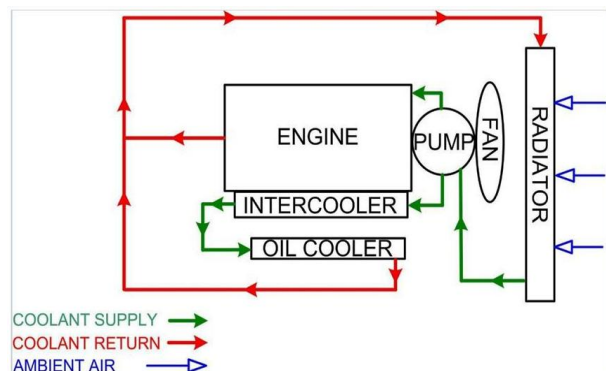 ENGINE
PUMP
FAN
RADIATOR
INTERCOOLER
OIL COOLER
COOLANT SUPPLY
COOLANT RETURN
AMBIENT AIR